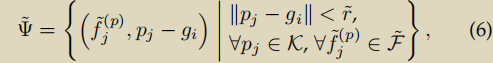 Ψ̃ = { ( f̃_j^{(p)}, p_j − g_i ) | ‖p_j − g_i‖ < r̃, ∀p_j ∈ 𝒦, ∀f̃_j^{(p)} ∈ ℱ̃ }, (6)